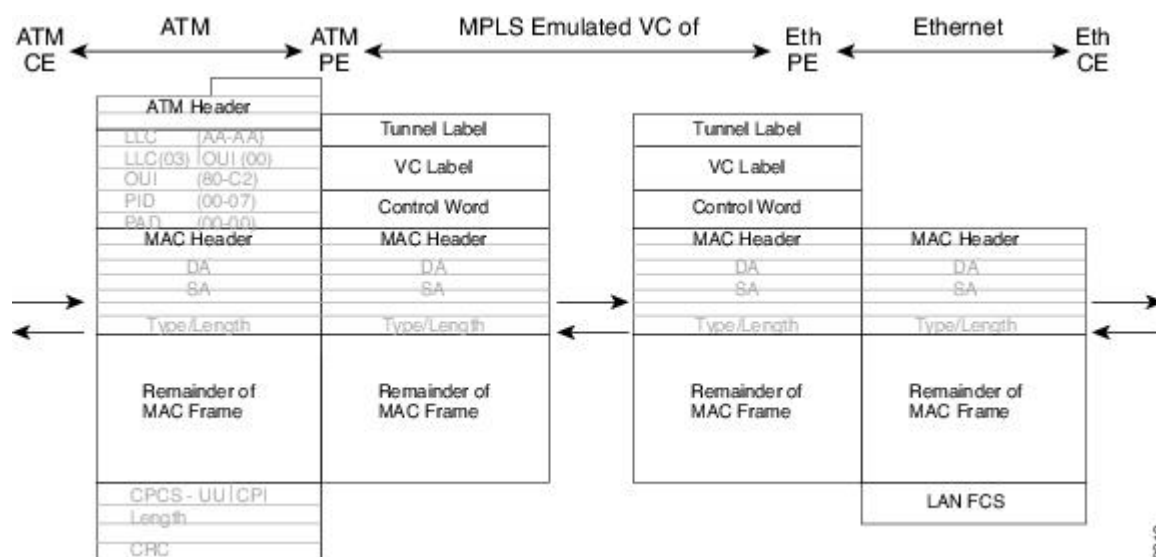 ATM CE
ATM
ATM PE
MPLS Emulated VC of
Eth PE
Ethernet
Eth CE
ATM Header
LLC (AA-AA)
LLC(03) | OUI (00)
OUI (80-C2)
PID (00-07)
PAD (00-00)
MAC Header
DA
SA
Type/Length
Remainder of
MAC Frame
CPCS - UU | CPI
Length
CRC
Tunnel Label
VC Label
Control Word
MAC Header
DA
SA
Type/Length
Remainder of
MAC Frame
Tunnel Label
VC Label
Control Word
MAC Header
DA
SA
Type/Length
Remainder of
MAC Frame
MAC Header
DA
SA
Type/Length
Remainder of
MAC Frame
LAN FCS